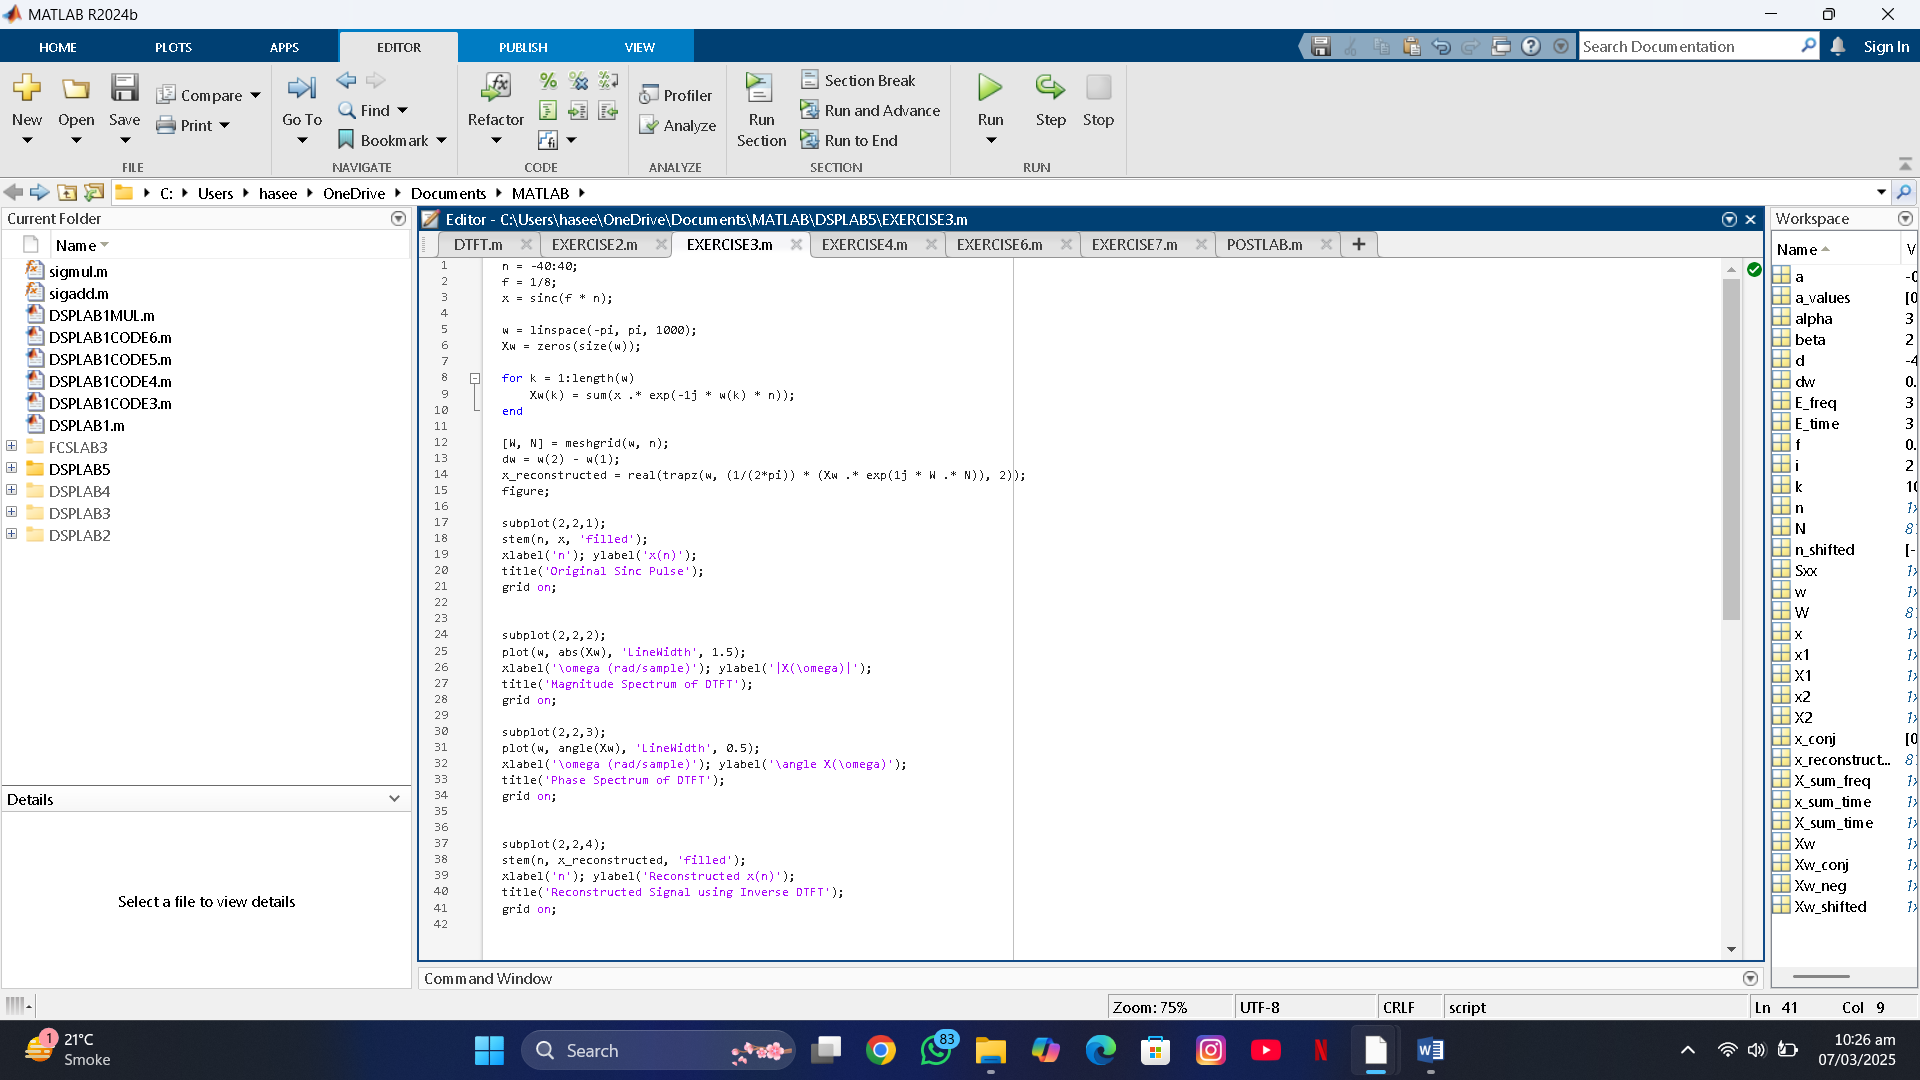 MATLAB R2024b
HOME PLOTS APPS EDITOR PUBLISH VIEW
Search Documentation
Sign In
New Open Save
Compare
Print
Go To
Find
Bookmark
Refactor
Profiler
Analyze
Run Section
Section Break
Run and Advance
Run to End
Run Step Stop
FILE NAVIGATE CODE ANALYZE SECTION RUN
C: Users hasee OneDrive Documents MATLAB
Current Folder
Name
sigmul.m
sigadd.m
DSPLAB1MUL.m
DSPLAB1CODE6.m
DSPLAB1CODE5.m
DSPLAB1CODE4.m
DSPLAB1CODE3.m
DSPLAB1.m
FCSLAB3
DSPLAB5
DSPLAB4
DSPLAB3
DSPLAB2
Details
Select a file to view details
Editor - C:\Users\hasee\OneDrive\Documents\MATLAB\DSPLAB5\EXERCISE3.m
DTFT.m EXERCISE2.m EXERCISE3.m EXERCISE4.m EXERCISE6.m EXERCISE7.m POSTLAB.m
1 n = -40:40;
2 f = 1/8;
3 x = sinc(f * n);
4
5 w = linspace(-pi, pi, 1000);
6 Xw = zeros(size(w));
7
8 for k = 1:length(w)
9 Xw(k) = sum(x .* exp(-1j * w(k) * n));
10 end
11
12 [W, N] = meshgrid(w, n);
13 dw = w(2) - w(1);
14 x_reconstructed = real(trapz(w, (1/(2*pi)) * (Xw .* exp(1j * W .* N)), 2));
15 figure;
16
17 subplot(2,2,1);
18 stem(n, x, 'filled');
19 xlabel('n'); ylabel('x(n)');
20 title('Original Sinc Pulse');
21 grid on;
22
23
24 subplot(2,2,2);
25 plot(w, abs(Xw), 'LineWidth', 1.5);
26 xlabel('\omega (rad/sample)'); ylabel('|X(\omega)|');
27 title('Magnitude Spectrum of DTFT');
28 grid on;
29
30 subplot(2,2,3);
31 plot(w, angle(Xw), 'LineWidth', 0.5);
32 xlabel('\omega (rad/sample)'); ylabel('\angle X(\omega)');
33 title('Phase Spectrum of DTFT');
34 grid on;
35
36
37 subplot(2,2,4);
38 stem(n, x_reconstructed, 'filled');
39 xlabel('n'); ylabel('Reconstructed x(n)');
40 title('Reconstructed Signal using Inverse DTFT');
41 grid on;
42
Command Window
Workspace
Name
a
a_values
alpha 3
beta 2
d
dw 0.
E_freq 3
E_time 3
f 0.
i 2
k
n
N
n_shifted
Sxx
w
W
x
x1
X1
x2
X2
x_conj
x_reconstruct...
X_sum_freq
x_sum_time
X_sum_time
Xw
Xw_conj
Xw_neg
Xw_shifted
Zoom: 75% UTF-8 CRLF script Ln 41 Col 9
1
21°C
Smoke
Search
83
10:26 am
07/03/2025